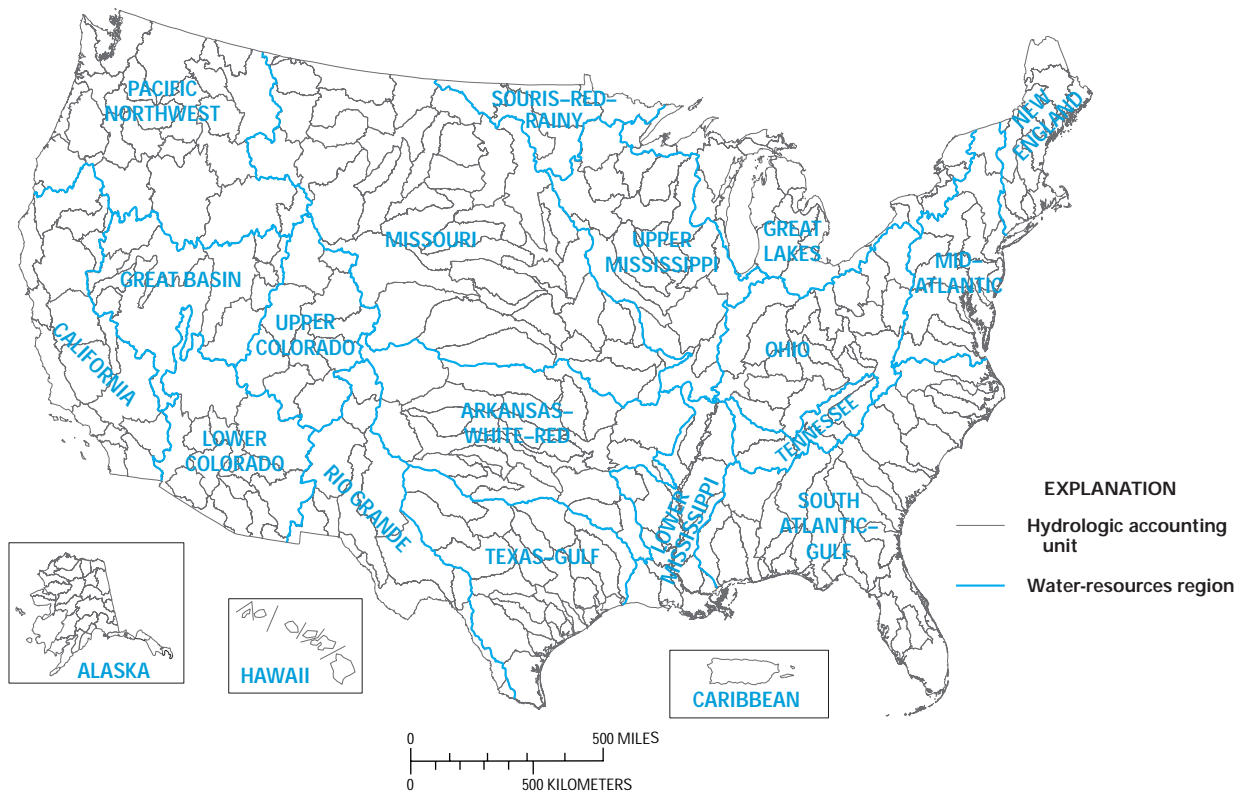 PACIFIC
NORTHWEST
SOURIS–RED–
RAINY
NEW
ENGLAND
MISSOURI
UPPER
MISSISSIPPI
GREAT
LAKES
MID–
ATLANTIC
GREAT BASIN
UPPER
COLORADO
CALIFORNIA
OHIO
LOWER
COLORADO
ARKANSAS–
WHITE–RED
TENNESSEE
RIO GRANDE
TEXAS–GULF
LOWER
MISSISSIPPI
SOUTH
ATLANTIC–
GULF
EXPLANATION
Hydrologic accounting
unit
Water-resources region
ALASKA
HAWAII
CARIBBEAN
0 500 MILES
0 500 KILOMETERS